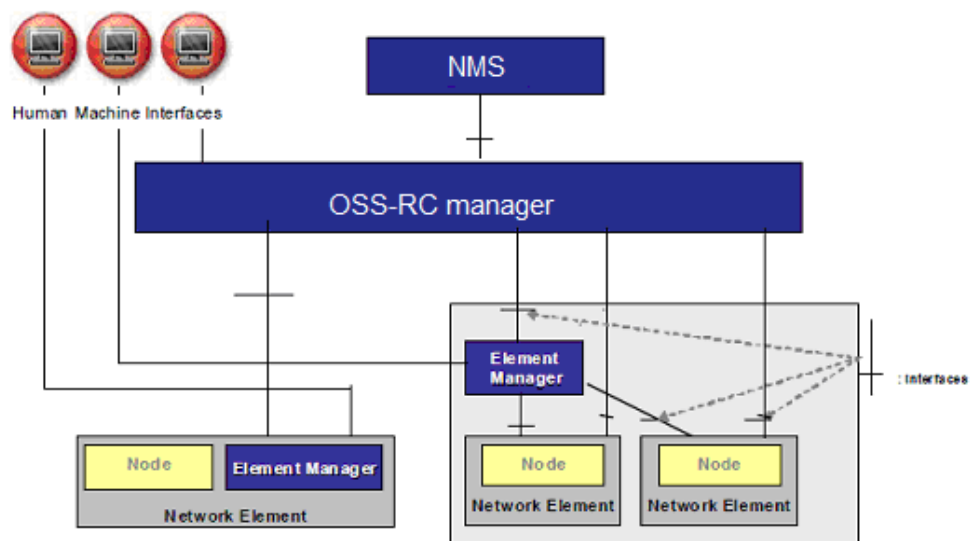 NMS
Human Machine Interfaces
OSS-RC manager
Element
Manager
: Interfaces
Node
Element Manager
Network Element
Node
Network Element
Node
Network Element